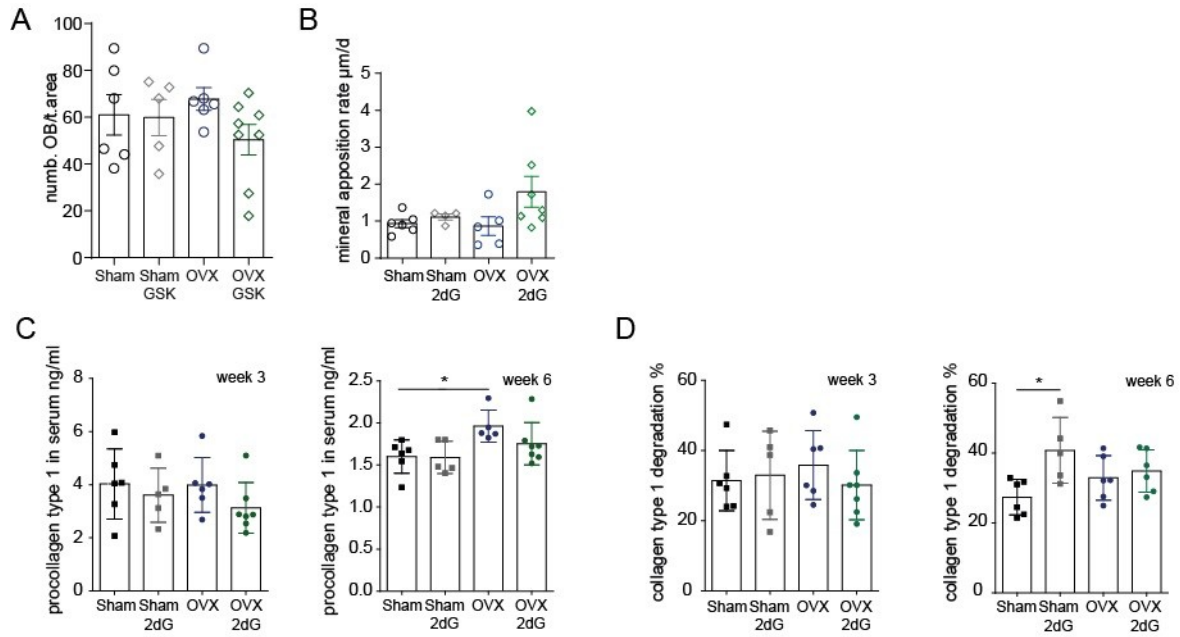 A
numb. OB/t.area
100
80
60
40
20
0
Sham
Sham
GSK
OVX
OVX
GSK
B
mineral apposition rate µm/d
5
4
3
2
1
0
Sham
Sham
2dG
OVX
OVX
2dG
C
procollagen type 1 in serum ng/ml
week 3
8
6
4
2
0
Sham
Sham
2dG
OVX
OVX
2dG
procollagen type 1 in serum ng/ml
week 6
*
2.5
2.0
1.5
1.0
0.5
0.0
Sham
Sham
2dG
OVX
OVX
2dG
D
collagen type 1 degradation %
week 3
60
40
20
0
Sham
Sham
2dG
OVX
OVX
2dG
collagen type 1 degradation %
week 6
*
60
40
20
0
Sham
Sham
2dG
OVX
OVX
2dG